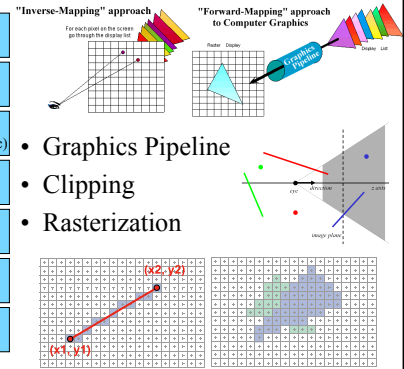 "Inverse-Mapping" approach
For each pixel on the screen
go through the display list
"Forward-Mapping" approach
to Computer Graphics
Raster Display
Graphics
Pipeline
Display List
c)
• Graphics Pipeline
• Clipping
• Rasterization
eye
direction
z-axis
image plane
(x2, y2)
(x1, y1)